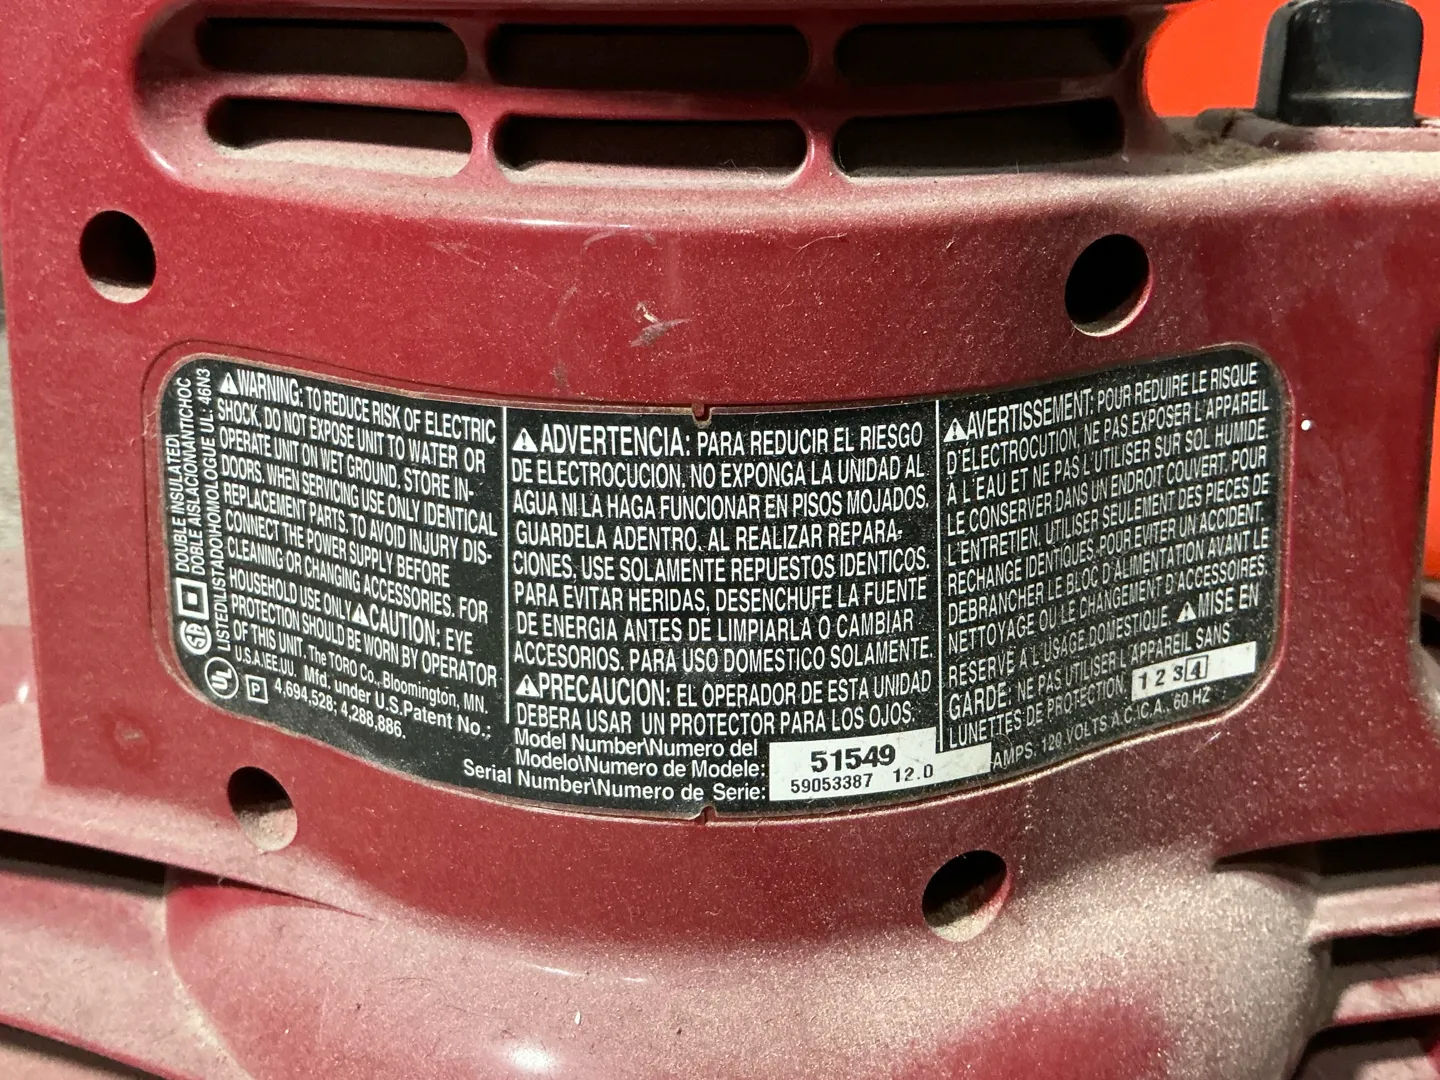 DOUBLE INSULATED\
DOBLE AISLACION\ANTICHOC
LISTED\LISTADO\HOMOLOGUE UL: 46N3
⚠WARNING: TO REDUCE RISK OF ELECTRIC
SHOCK, DO NOT EXPOSE UNIT TO WATER OR
OPERATE UNIT ON WET GROUND. STORE IN-
DOORS. WHEN SERVICING USE ONLY IDENTICAL
REPLACEMENT PARTS. TO AVOID INJURY DIS-
CONNECT THE POWER SUPPLY BEFORE
CLEANING OR CHANGING ACCESSORIES. FOR
HOUSEHOLD USE ONLY ⚠CAUTION: EYE
PROTECTION SHOULD BE WORN BY OPERATOR
OF THIS UNIT. The TORO Co., Bloomington, MN.
U.S.A.\EE.UU. Mfd. under U.S.Patent No.:
4,694,528; 4,288,886.
P
⚠ADVERTENCIA: PARA REDUCIR EL RIESGO
DE ELECTROCUCION, NO EXPONGA LA UNIDAD AL
AGUA NI LA HAGA FUNCIONAR EN PISOS MOJADOS.
GUARDELA ADENTRO. AL REALIZAR REPARA-
CIONES, USE SOLAMENTE REPUESTOS IDENTICOS.
PARA EVITAR HERIDAS, DESENCHUFE LA FUENTE
DE ENERGIA ANTES DE LIMPIARLA O CAMBIAR
ACCESORIOS. PARA USO DOMESTICO SOLAMENTE.
⚠PRECAUCION: EL OPERADOR DE ESTA UNIDAD
DEBERA USAR UN PROTECTOR PARA LOS OJOS.
Model Number\Numero del
Modelo\Numero de Modele: 51549
Serial Number\Numero de Serie: 59053387 12.0
⚠AVERTISSEMENT: POUR REDUIRE LE RISQUE
D'ELECTROCUTION, NE PAS EXPOSER L'APPAREIL
A L'EAU ET NE PAS L'UTILISER SUR SOL HUMIDE
LE CONSERVER DANS UN ENDROIT COUVERT. POUR
L'ENTRETIEN, UTILISER SEULEMENT DES PIECES DE
RECHANGE IDENTIQUES. POUR EVITER UN ACCIDENT
DEBRANCHER LE BLOC D'ALIMENTATION AVANT LE
NETTOYAGE OU LE CHANGEMENT D'ACCESSOIRES.
RESERVE A L'USAGE DOMESTIQUE ⚠MISE EN
GARDE: NE PAS UTILISER L'APPAREIL SANS
LUNETTES DE PROTECTION. 1 2 3 4
AMPS. 120 VOLTS A.C.\C.A. 60 HZ